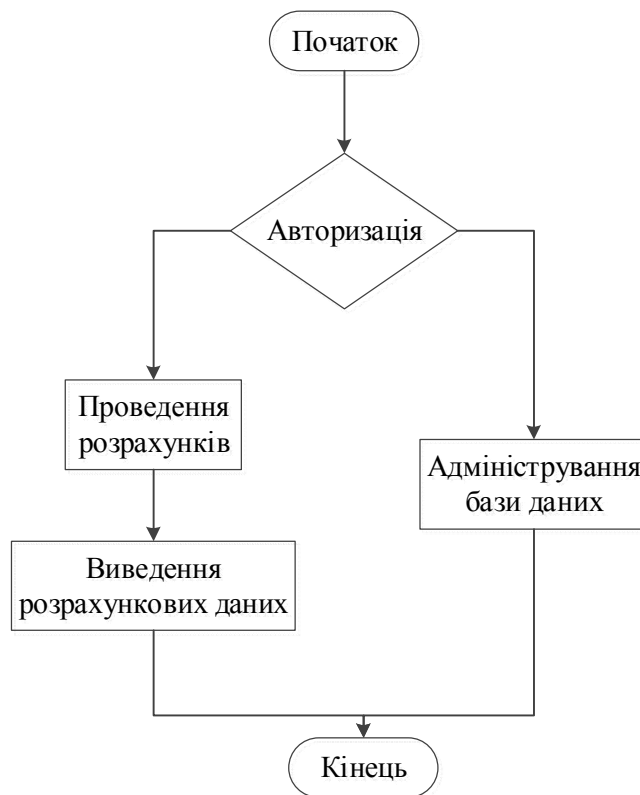 Початок
Авторизація
Проведення
розрахунків
Адміністрування
бази даних
Виведення
розрахункових даних
Кінець